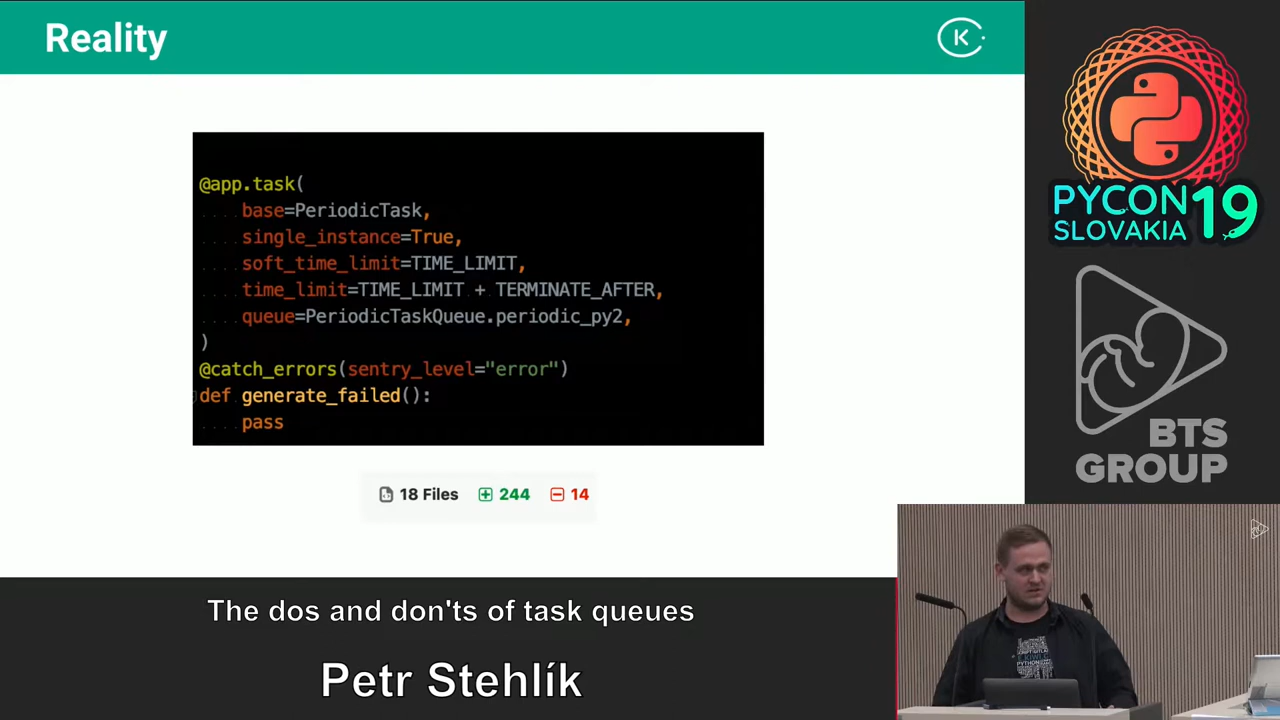 Reality
K
@app.task(
base=PeriodicTask,
single_instance=True,
soft_time_limit=TIME_LIMIT,
time_limit=TIME_LIMIT + TERMINATE_AFTER,
queue=PeriodicTaskQueue.periodic_py2,
)
@catch_errors(sentry_level="error")
def generate_failed():
pass
18 Files 244 14
PYCON
SLOVAKIA
19
BTS
GROUP
PYTHON
The dos and don'ts of task queues
Petr Stehlík